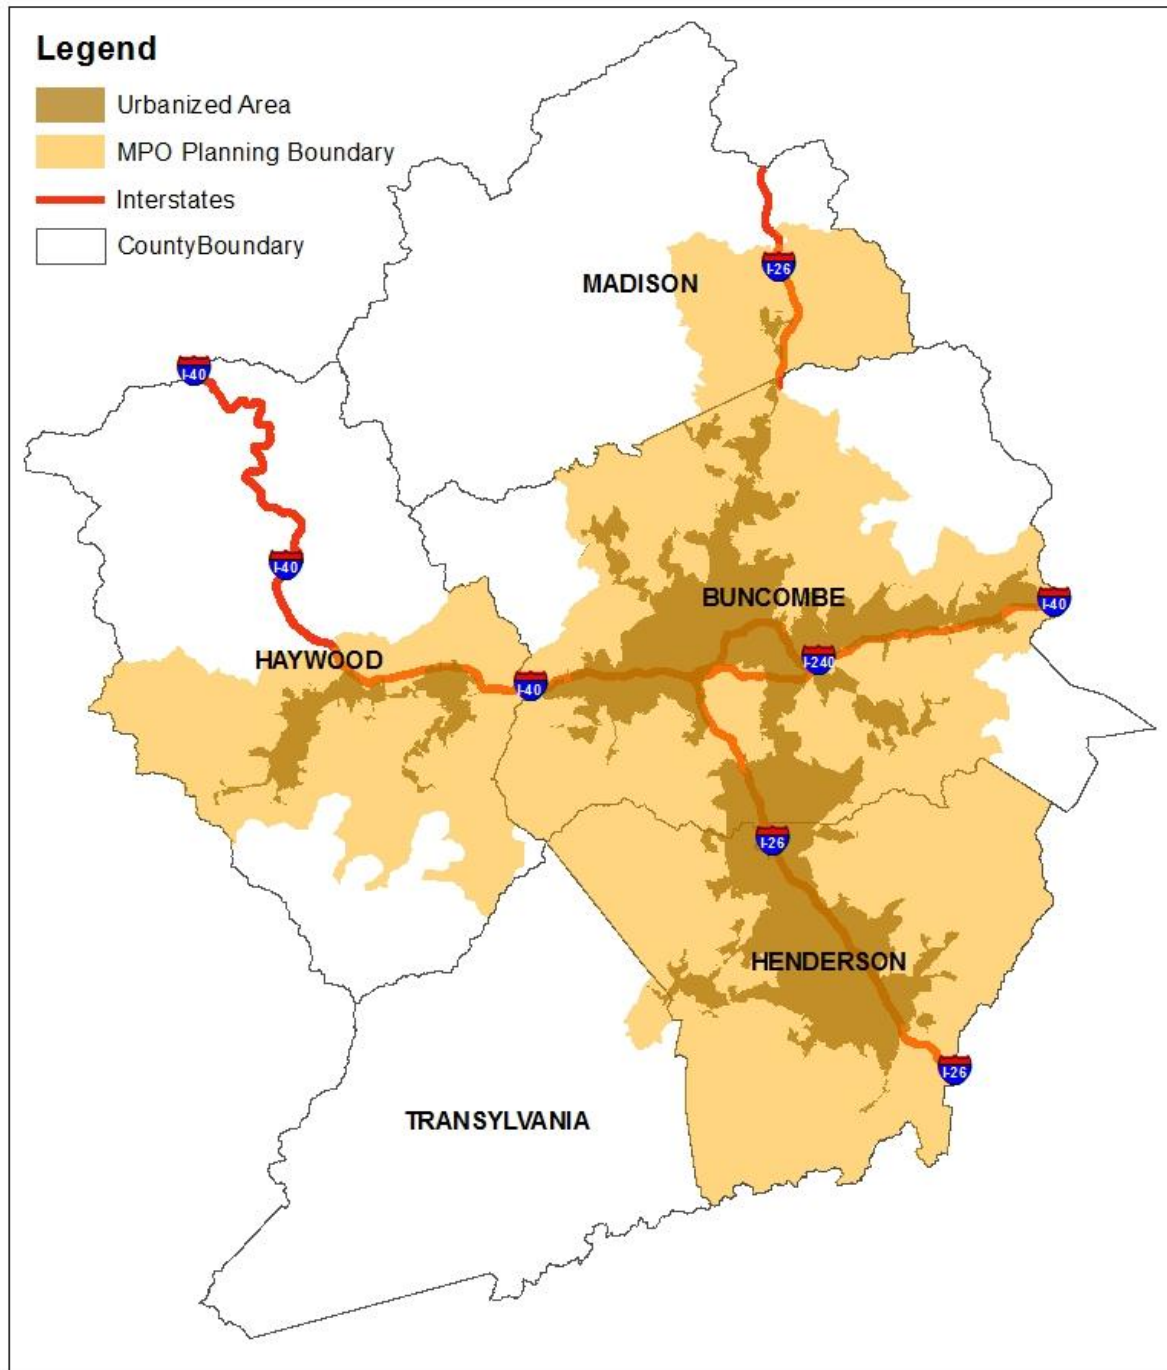 Legend
Urbanized Area
MPO Planning Boundary
Interstates
CountyBoundary
I-26
MADISON
I-40
I-40
BUNCOMBE
I-40
HAYWOOD
I-240
I-40
I-26
HENDERSON
I-26
TRANSYLVANIA